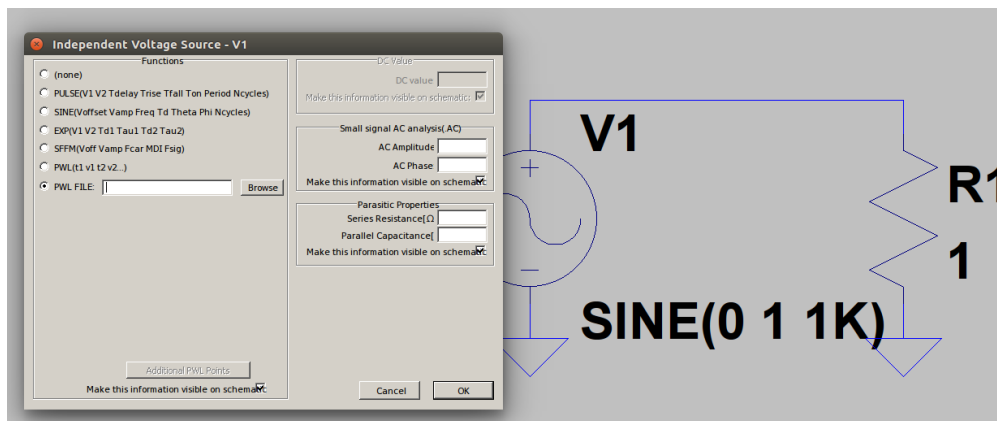 Independent Voltage Source - V1
Functions
(none)
PULSE(V1 V2 Tdelay Trise Tfall Ton Period Ncycles)
SINE(Voffset Vamp Freq Td Theta Phi Ncycles)
EXP(V1 V2 Td1 Tau1 Td2 Tau2)
SFFM(Voff Vamp Fcar MDI Fsig)
PWL(t1 v1 t2 v2...)
PWL FILE:
Browse
Additional PWL Points
Make this information visible on schematic
DC Value
DC value
Make this information visible on schematic:
Small signal AC analysis(.AC)
AC Amplitude
AC Phase
Make this information visible on schematic
Parasitic Properties
Series Resistance[Ω
Parallel Capacitance[
Make this information visible on schematic
Cancel
OK
V1
SINE(0 1 1K)
R1
1